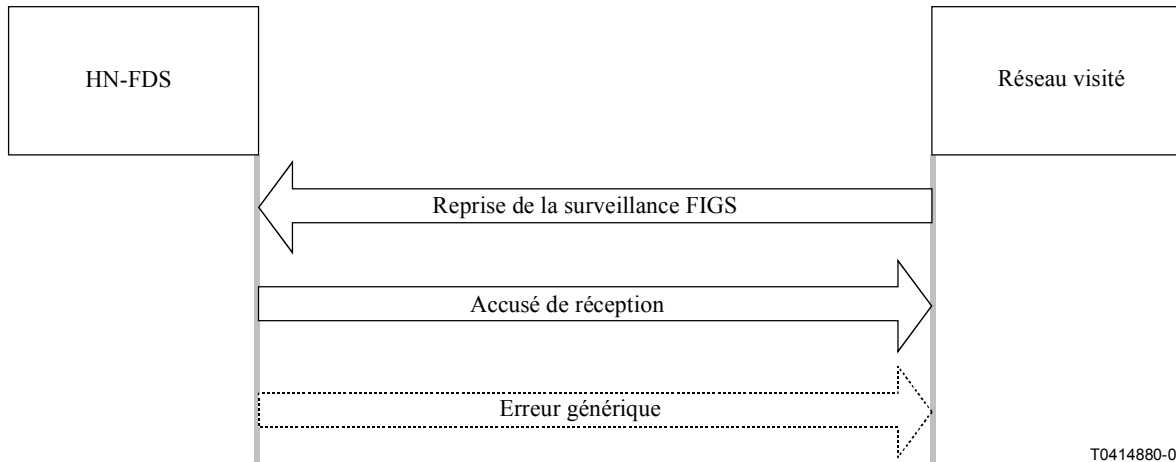 HN-FDS
Réseau visité
Reprise de la surveillance FIGS
Accusé de réception
Erreur générique
T0414880-0